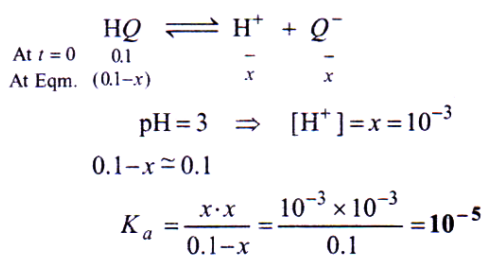 HQ ⇌ H⁺ + Q⁻
At t = 0 0.1 – –
At Eqm. (0.1–x) x x
pH = 3 ⇒ [H⁺] = x = 10⁻³
0.1–x ≃ 0.1
Kₐ = x·x / 0.1–x = 10⁻³ × 10⁻³ / 0.1 = 10⁻⁵